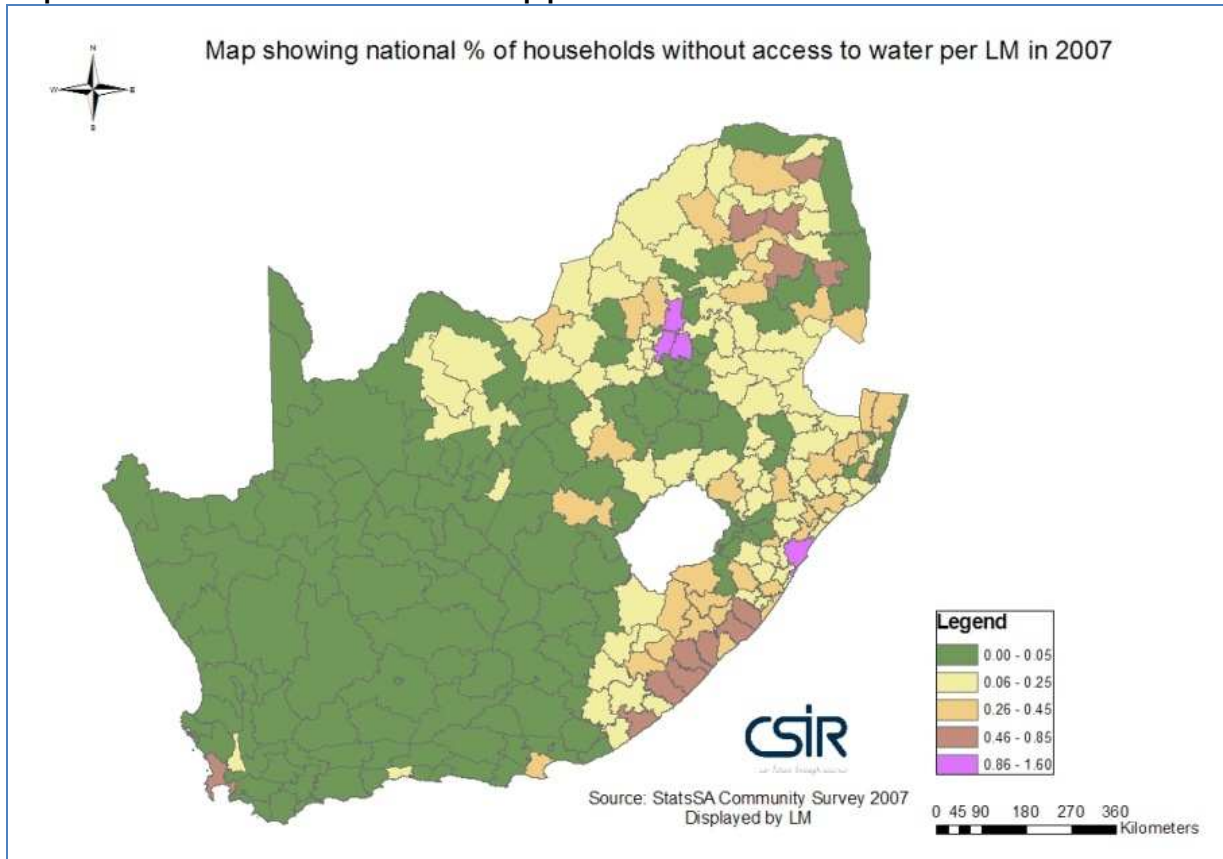 Map showing national % of households without access to water per LM in 2007
N
W
E
S
Legend
0.00 - 0.05
0.06 - 0.25
0.26 - 0.45
0.46 - 0.85
0.86 - 1.60
CSIR
Source: StatsSA Community Survey 2007
Displayed by LM
0 45 90 180 270 360
Kilometers